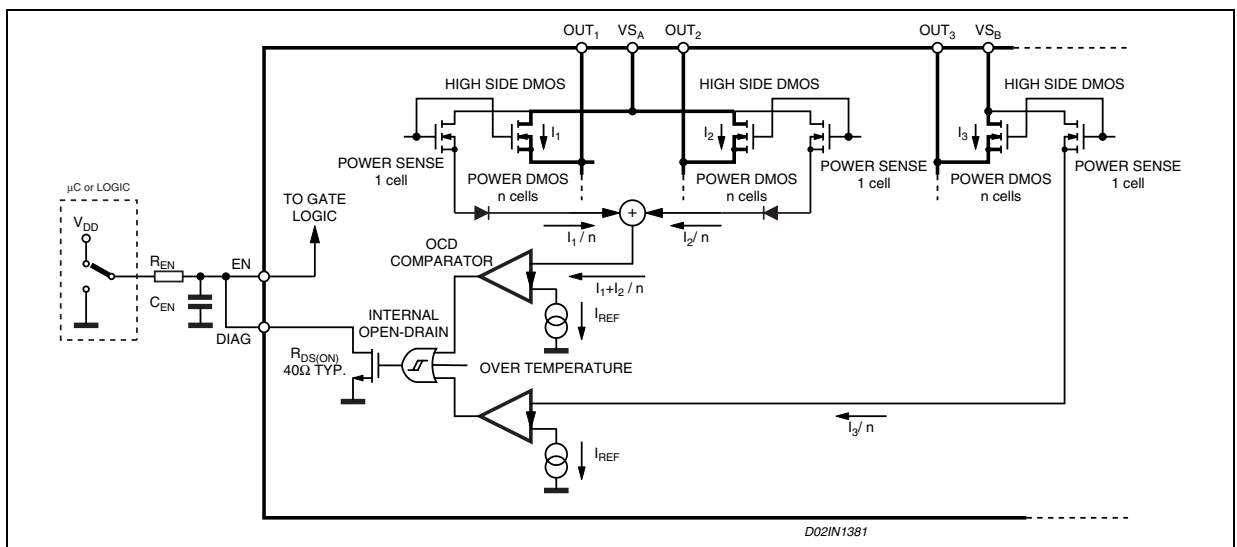 OUT1 VSA OUT2 OUT3 VSB
HIGH SIDE DMOS
HIGH SIDE DMOS
HIGH SIDE DMOS
I1
I2
I3
POWER SENSE
1 cell
POWER DMOS
n cells
POWER DMOS
n cells
POWER SENSE
1 cell
POWER DMOS
n cells
POWER SENSE
1 cell
+
I1 / n
I2 / n
μC or LOGIC
VDD
TO GATE
LOGIC
REN
EN
CEN
DIAG
OCD
COMPARATOR
I1+I2 / n
IREF
INTERNAL
OPEN-DRAIN
RDS(ON)
40Ω TYP.
OVER TEMPERATURE
I3/ n
IREF
D02IN1381